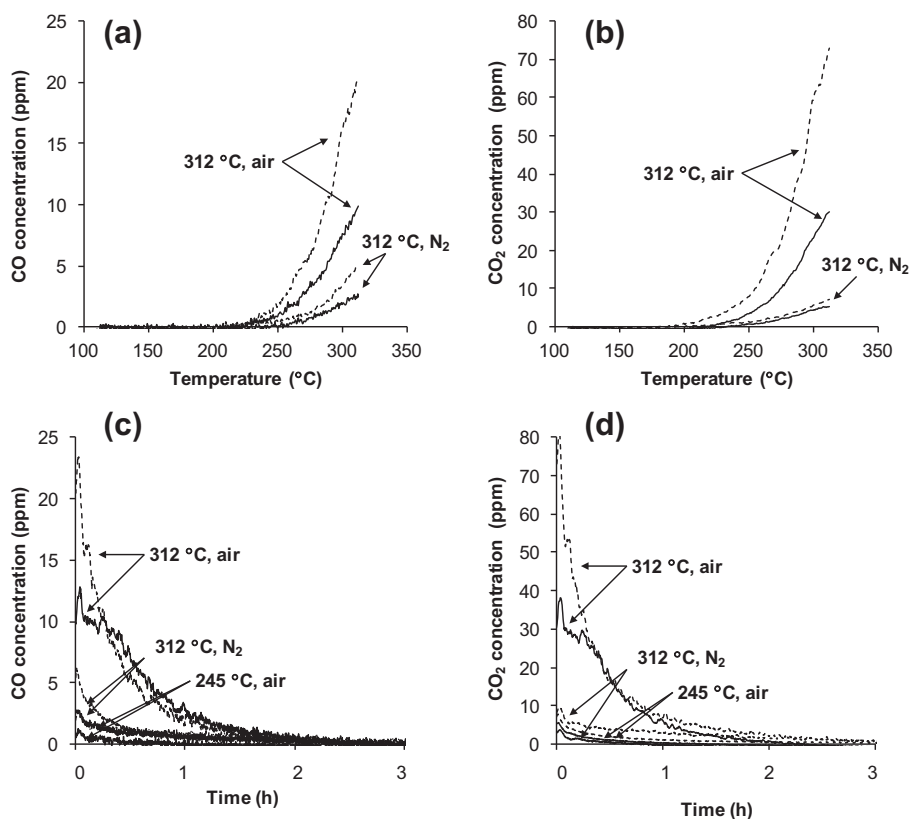 (a)
CO concentration (ppm)
25
20
15
10
5
0
312 °C, air
312 °C, N₂
100 150 200 250 300 350
Temperature (°C)
(b)
CO₂ concentration (ppm)
80
70
60
50
40
30
20
10
0
312 °C, air
312 °C, N₂
100 150 200 250 300 350
Temperature (°C)
(c)
CO concentration (ppm)
25
20
15
10
5
0
312 °C, air
312 °C, N₂
245 °C, air
0 1 2 3
Time (h)
(d)
CO₂ concentration (ppm)
80
70
60
50
40
30
20
10
0
312 °C, air
312 °C, N₂
245 °C, air
0 1 2 3
Time (h)